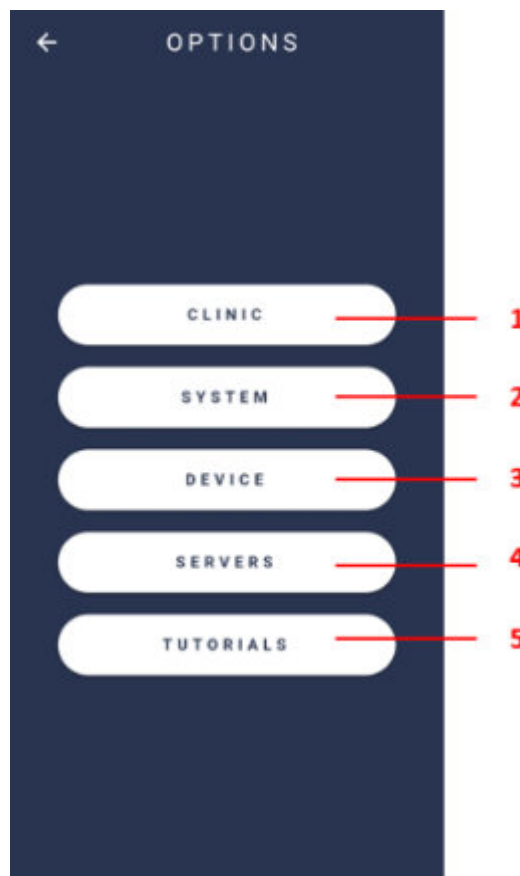 OPTIONS
CLINIC
1
SYSTEM
2
DEVICE
3
SERVERS
4
TUTORIALS
5